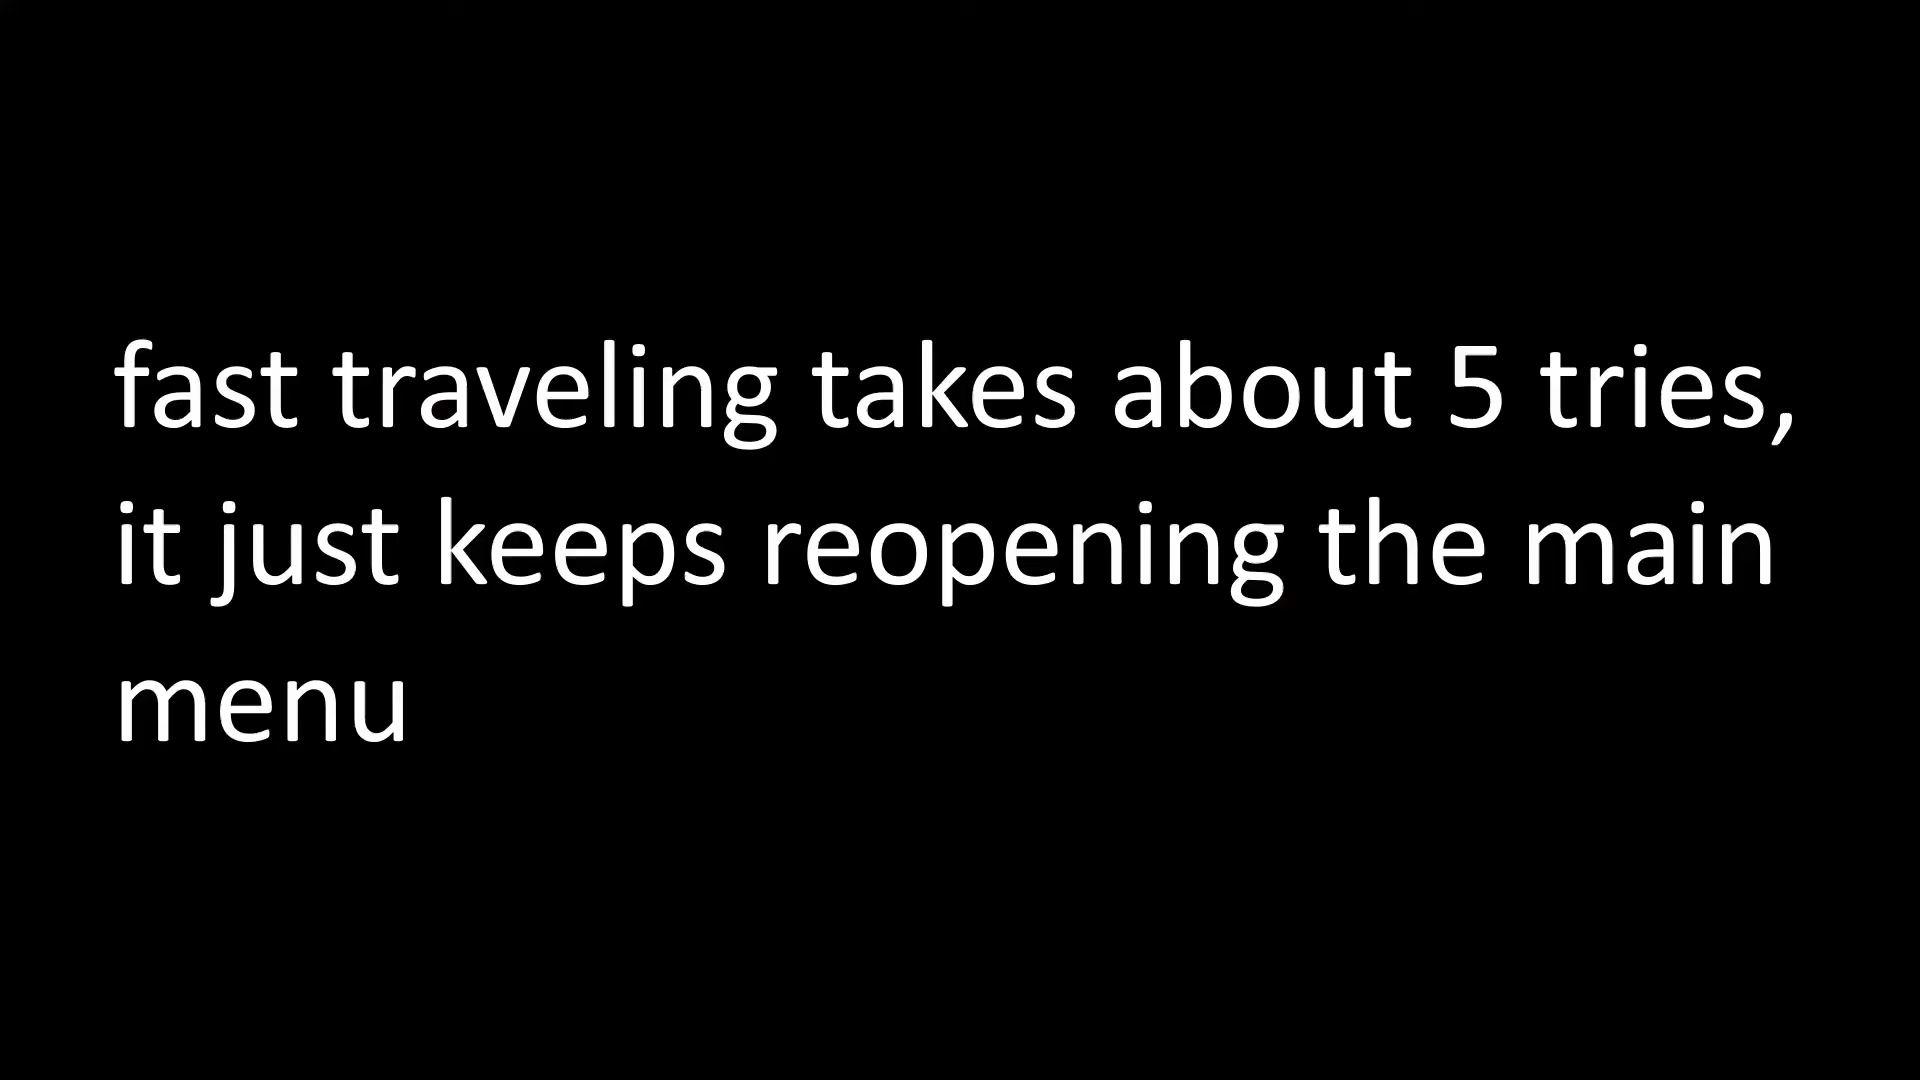 fast traveling takes about 5 tries,
it just keeps reopening the main
menu